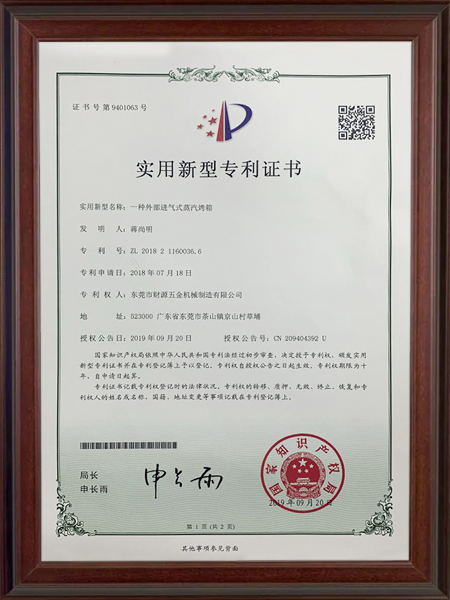 证书号第9401063号
实用新型专利证书
实用新型名称：一种外部进气式蒸汽烤箱
发明人：蒋尚明
专利号：ZL 2018 2 1160036.6
专利申请日：2018年07月18日
专利权人：东莞市财源五金机械制造有限公司
地址：523000 广东省东莞市茶山镇京山村草埔
授权公告日：2019年09月20日 授权公告号：CN 209404392 U
国家知识产权局依照中华人民共和国专利法经过初步审查，决定授予专利权，颁发实用
新型专利证书并在专利登记簿上予以登记。专利权自授权公告之日起生效。专利权期限为十
年，自申请日起算。
专利证书记载专利权登记时的法律状况。专利权的转移、质押、无效、终止、恢复和专
利权人的姓名或名称、国籍、地址变更等事项记载在专利登记簿上。
局长
申长雨
申长雨
国家知识产权局
2019年09月20日
第 1 页 (共 2 页)
其他事项参见背面